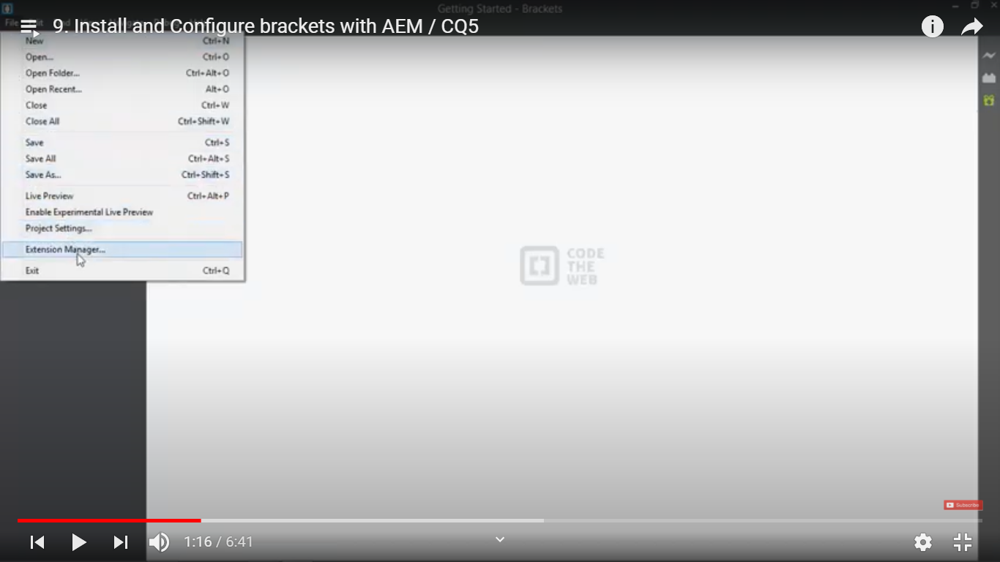 Getting Started - Brackets
9. Install and Configure brackets with AEM / CQ5
File
New Ctrl+N
Open... Ctrl+O
Open Folder... Ctrl+Alt+O
Open Recent... Alt+O
Close Ctrl+W
Close All Ctrl+Shift+W
Save Ctrl+S
Save All Ctrl+Alt+S
Save As... Ctrl+Shift+S
Live Preview Ctrl+Alt+P
Enable Experimental Live Preview
Project Settings...
Extension Manager...
Exit Ctrl+Q
CODE
THE
WEB
Subscribe
1:16 / 6:41